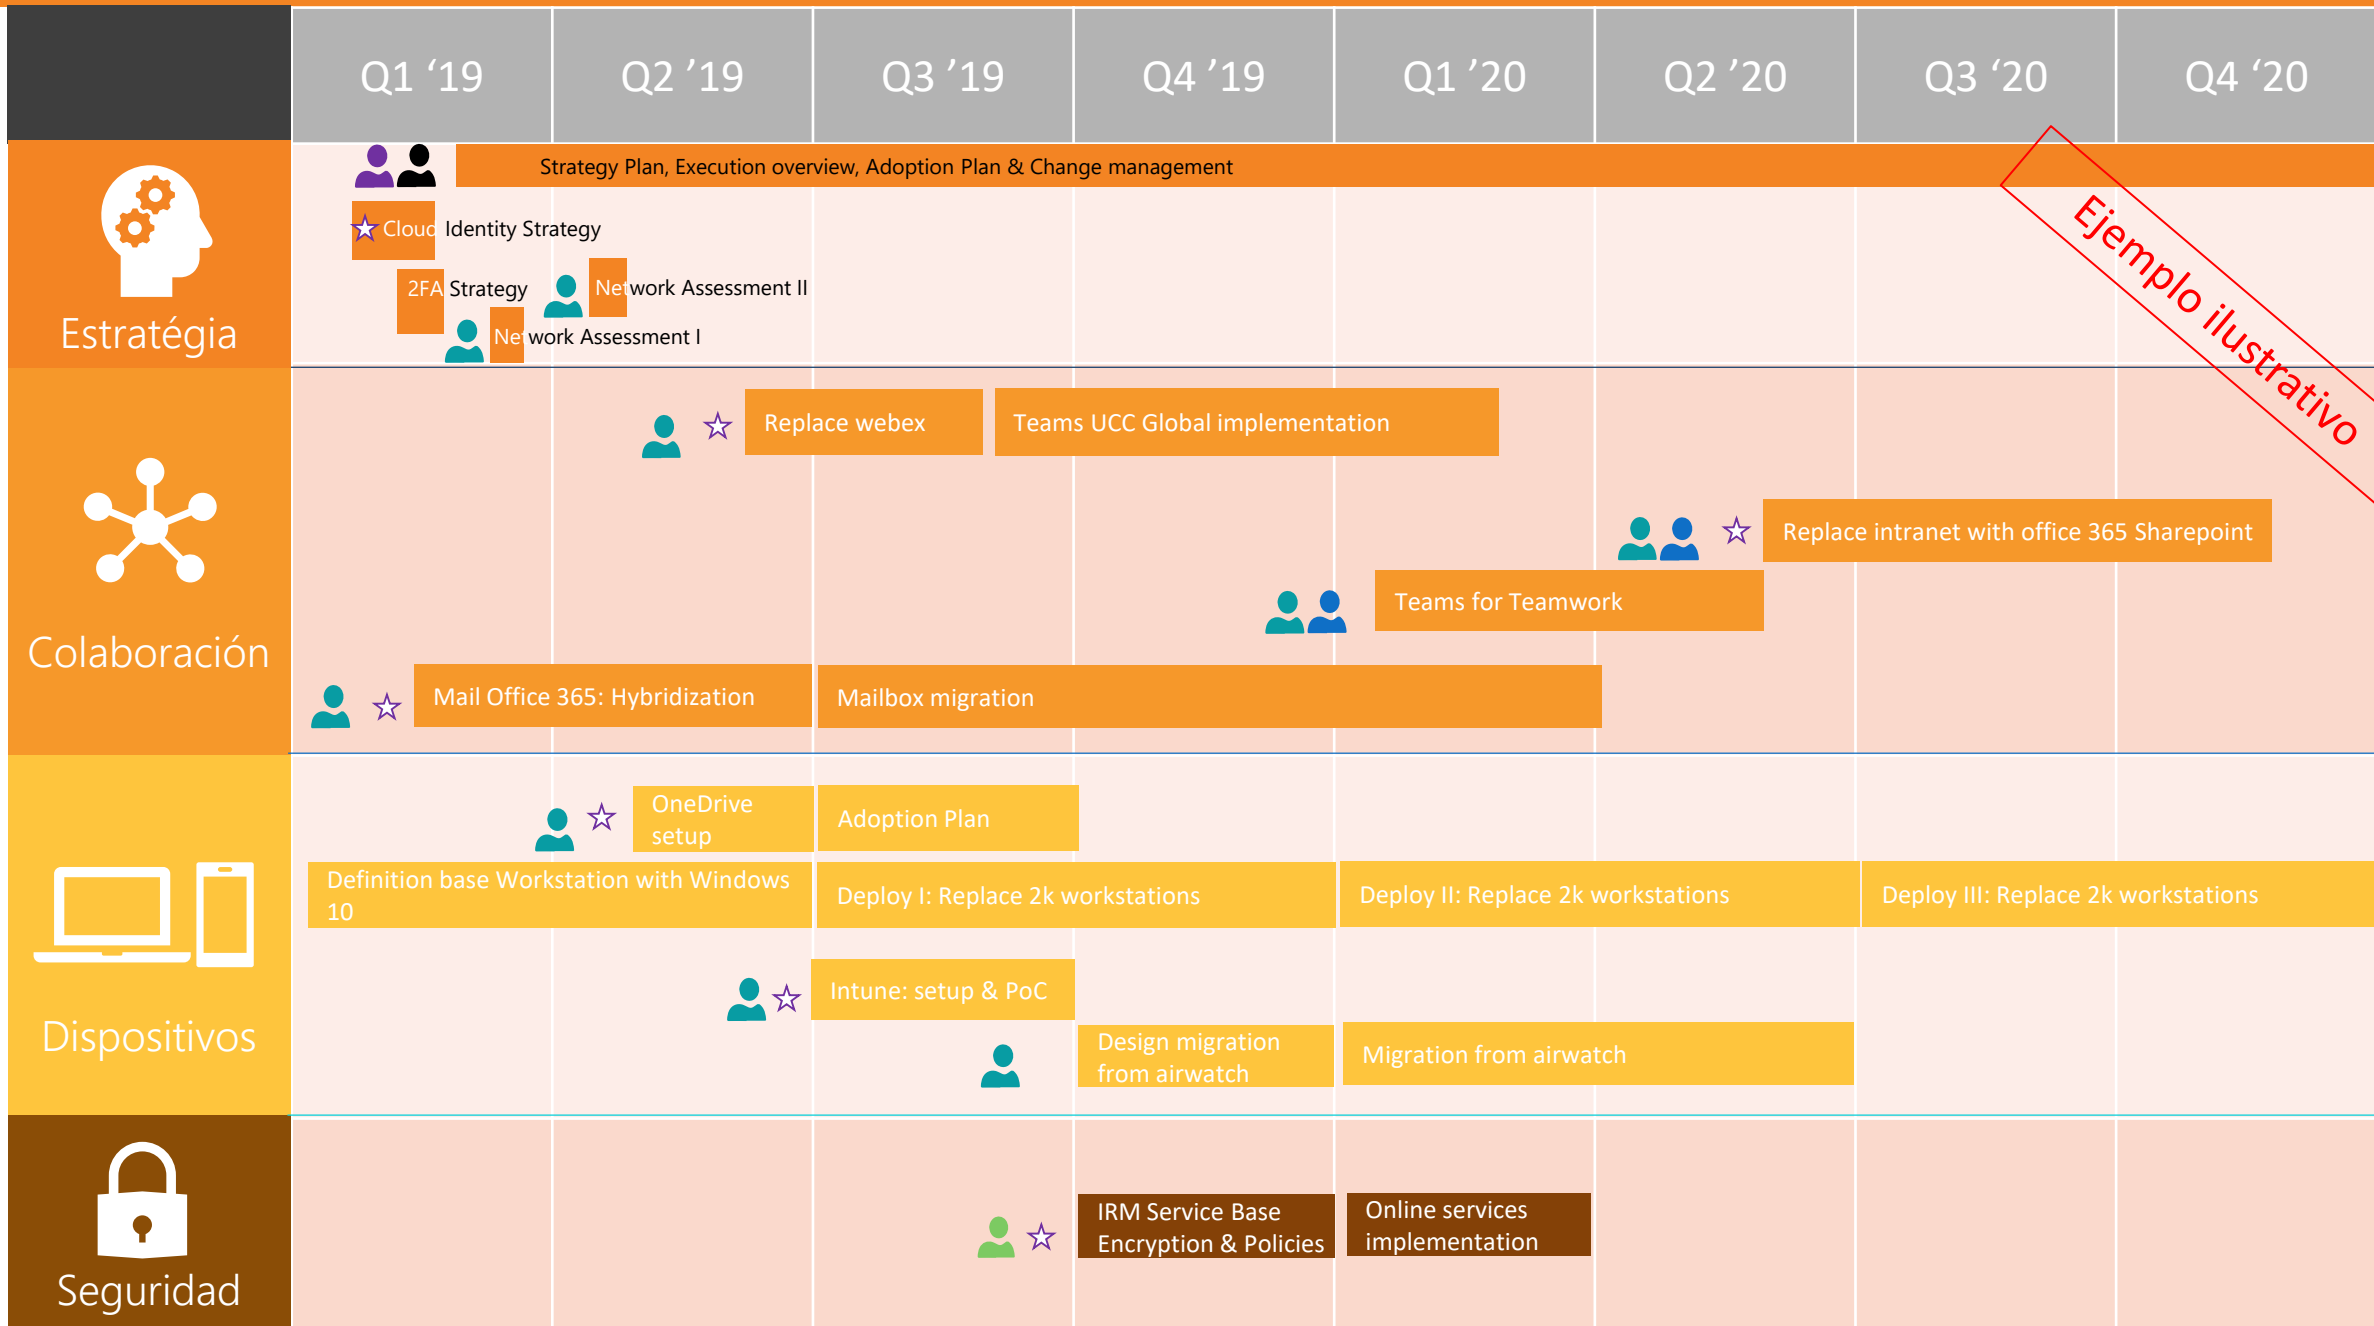 Q1 ‘19
Q2 ’19
Q3 ’19
Q4 ’19
Q1 ’20
Q2 ’20
Q3 ‘20
Q4 ‘20
Estratégia
Strategy Plan, Execution overview, Adoption Plan & Change management
Cloud Identity Strategy
2FA Strategy
Network Assessment II
Network Assessment I
Ejemplo ilustrativo
Colaboración
Replace webex
Teams UCC Global implementation
Replace intranet with office 365 Sharepoint
Teams for Teamwork
Mail Office 365: Hybridization
Mailbox migration
Dispositivos
OneDrive
setup
Adoption Plan
Definition base Workstation with Windows
10
Deploy I: Replace 2k workstations
Deploy II: Replace 2k workstations
Deploy III: Replace 2k workstations
Intune: setup & PoC
Design migration
from airwatch
Migration from airwatch
Seguridad
IRM Service Base
Encryption & Policies
Online services
implementation